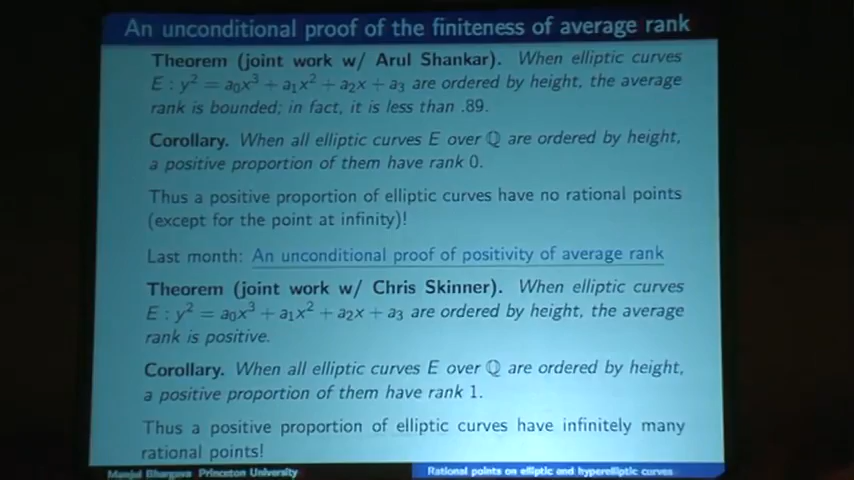 An unconditional proof of the finiteness of average rank
Theorem (joint work w/ Arul Shankar). When elliptic curves
E : y² = a₀x³ + a₁x² + a₂x + a₃ are ordered by height, the average
rank is bounded; in fact, it is less than .89.
Corollary. When all elliptic curves E over ℚ are ordered by height,
a positive proportion of them have rank 0.
Thus a positive proportion of elliptic curves have no rational points
(except for the point at infinity)!
Last month: An unconditional proof of positivity of average rank
Theorem (joint work w/ Chris Skinner). When elliptic curves
E : y² = a₀x³ + a₁x² + a₂x + a₃ are ordered by height, the average
rank is positive.
Corollary. When all elliptic curves E over ℚ are ordered by height,
a positive proportion of them have rank 1.
Thus a positive proportion of elliptic curves have infinitely many
rational points!
Manjul Bhargava Princeton University
Rational points on elliptic and hyperelliptic curves